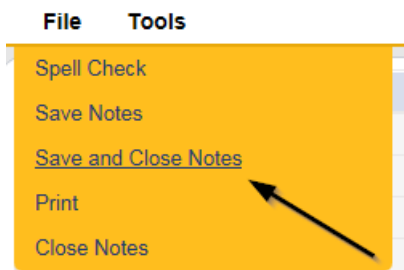 File Tools
Spell Check
Save Notes
Save and Close Notes
Print
Close Notes